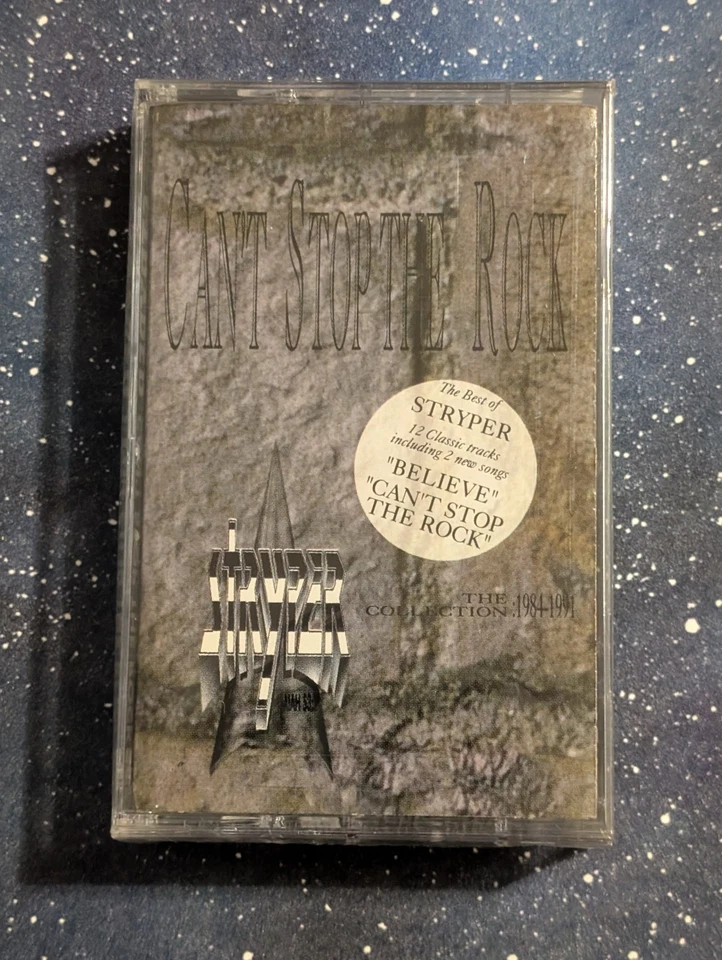 CAN'T STOP THE ROCK
The Best of
STRYPER
12 Classic tracks
including 2 new songs
"BELIEVE"
"CAN'T STOP
THE ROCK"
STRYPER
THE
COLLECTION :1984-1991